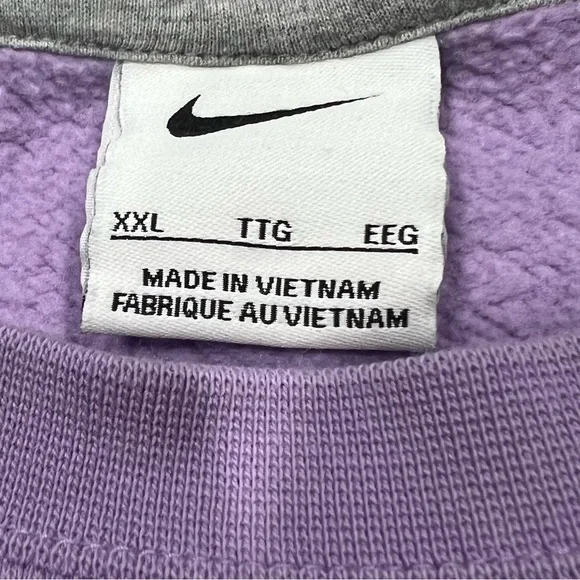 XXL TTG EEG
MADE IN VIETNAM
FABRIQUE AU VIETNAM